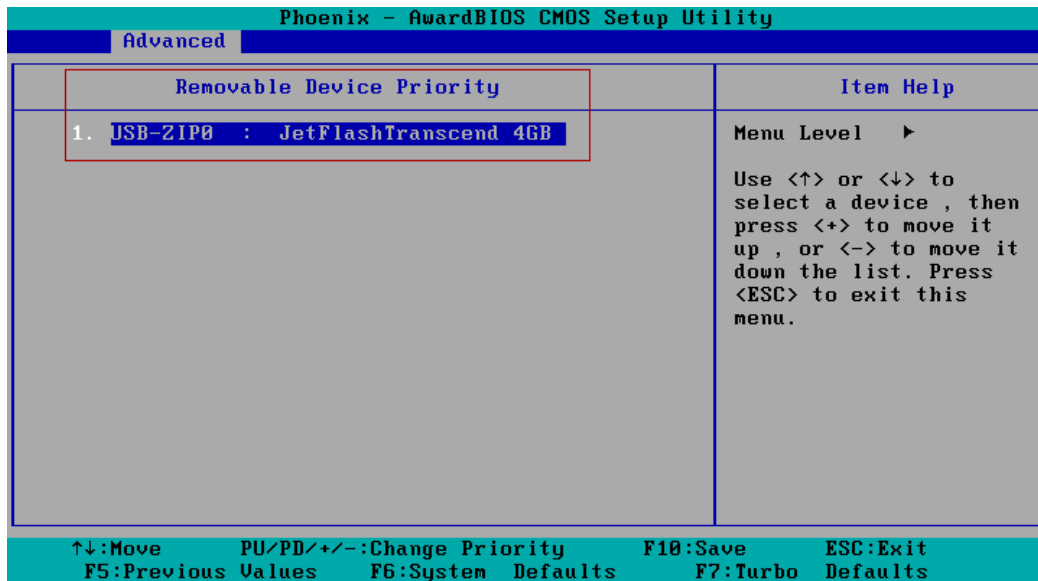 Phoenix - AwardBIOS CMOS Setup Utility
Advanced
Removable Device Priority
1. USB-ZIP0 : JetFlashTranscend 4GB
Item Help
Menu Level ▶
Use <↑> or <↓> to
select a device , then
press <+> to move it
up , or <-> to move it
down the list. Press
<ESC> to exit this
menu.
↑↓:Move PU/PD/+/-:Change Priority F10:Save ESC:Exit
F5:Previous Values F6:System Defaults F7:Turbo Defaults